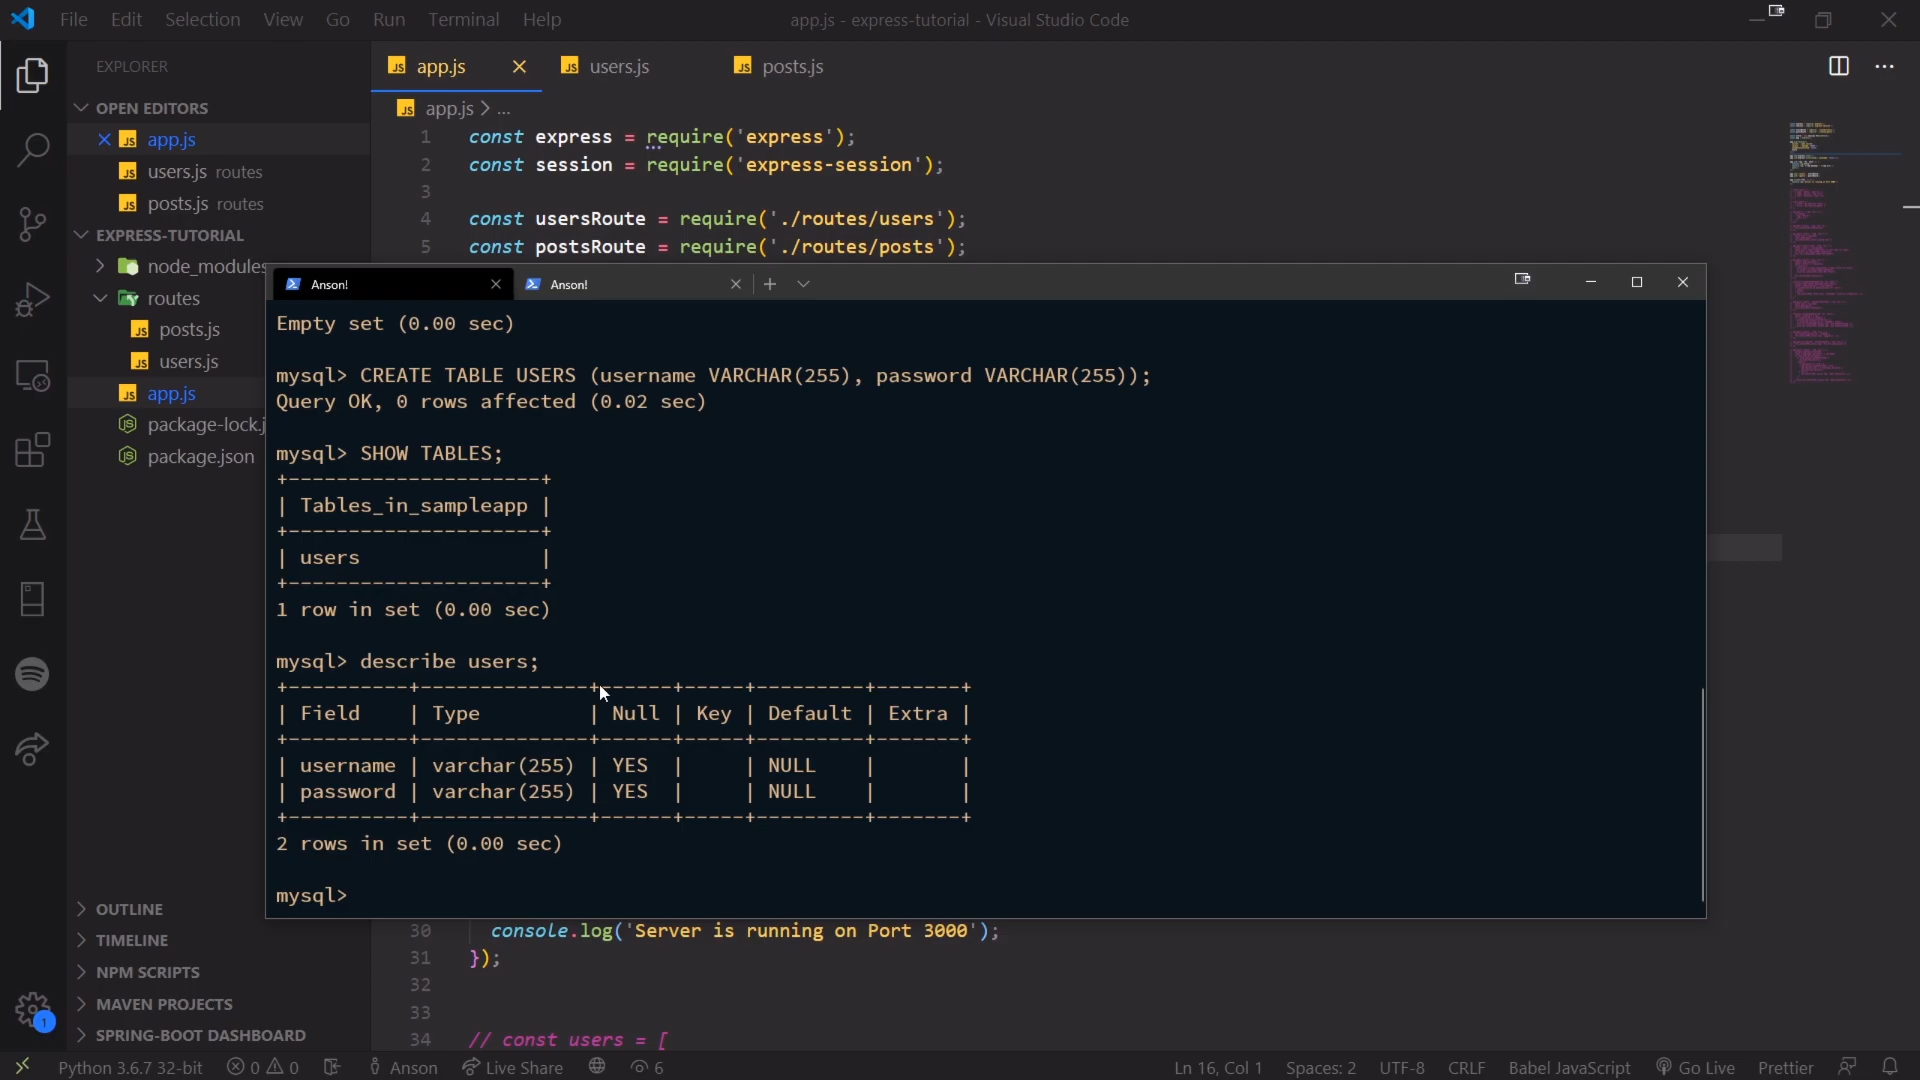 File Edit Selection View Go Run Terminal Help
app.js - express-tutorial - Visual Studio Code
EXPLORER
OPEN EDITORS
app.js
users.js routes
posts.js routes
EXPRESS-TUTORIAL
node_modules
routes
posts.js
users.js
app.js
package-lock.j
package.json
OUTLINE
TIMELINE
NPM SCRIPTS
MAVEN PROJECTS
SPRING-BOOT DASHBOARD
app.js users.js posts.js
app.js > ...
1 const express = require('express');
2 const session = require('express-session');
3
4 const usersRoute = require('./routes/users');
5 const postsRoute = require('./routes/posts');
Anson! Anson!
Empty set (0.00 sec)
mysql> CREATE TABLE USERS (username VARCHAR(255), password VARCHAR(255));
Query OK, 0 rows affected (0.02 sec)
mysql> SHOW TABLES;
+---------------------+
| Tables_in_sampleapp |
+---------------------+
| users               |
+---------------------+
1 row in set (0.00 sec)
mysql> describe users;
+----------+--------------+------+-----+---------+-------+
| Field    | Type         | Null | Key | Default | Extra |
+----------+--------------+------+-----+---------+-------+
| username | varchar(255) | YES  |     | NULL    |       |
| password | varchar(255) | YES  |     | NULL    |       |
+----------+--------------+------+-----+---------+-------+
2 rows in set (0.00 sec)
mysql>
30 console.log('Server is running on Port 3000');
31 });
32
33
34 // const users = [
1
Python 3.6.7 32-bit 0 0 Anson Live Share 6 Ln 16, Col 1 Spaces: 2 UTF-8 CRLF Babel JavaScript Go Live Prettier